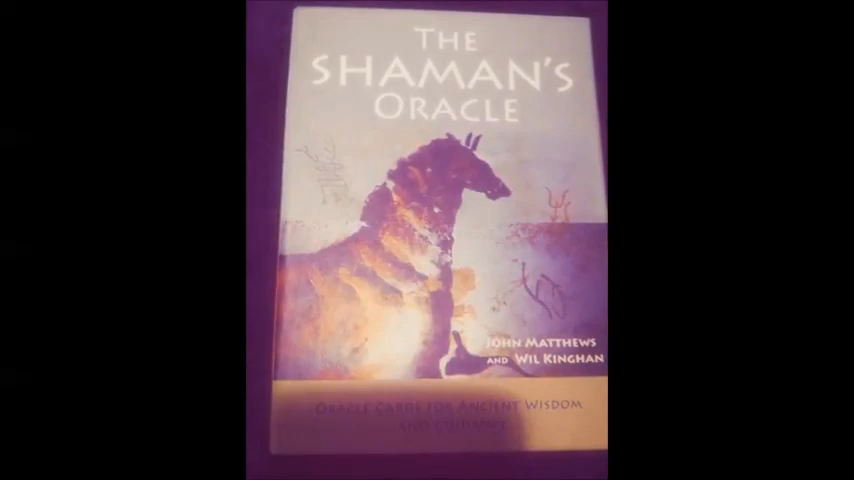 THE
SHAMAN'S
ORACLE
JOHN MATTHEWS
AND WIL KINGHAN
ORACLE CARDS FOR ANCIENT WISDOM
AND GUIDANCE